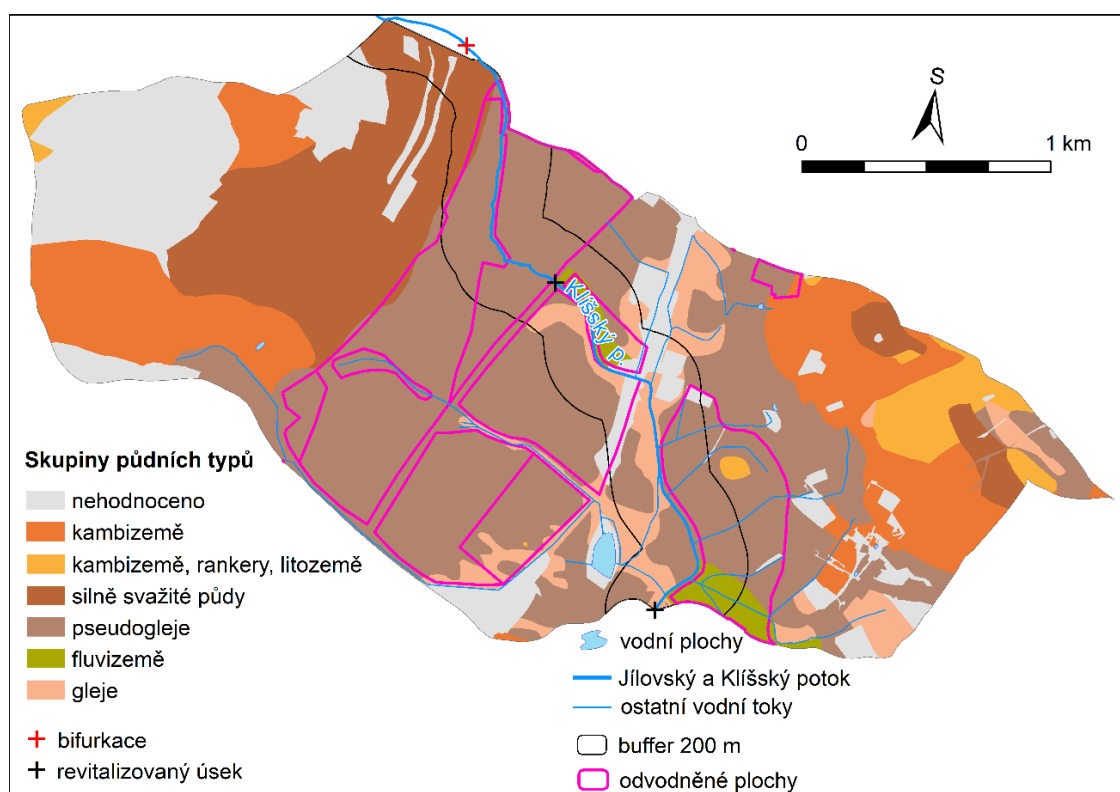 S
0 1 km
Klíšský p.
Skupiny půdních typů
nehodnoceno
kambizemě
kambizemě, rankery, litozemě
silně svažité půdy
pseudogleje
fluvizemě
gleje
bifurkace
revitalizovaný úsek
vodní plochy
Jílovský a Klíšský potok
ostatní vodní toky
buffer 200 m
odvodněné plochy